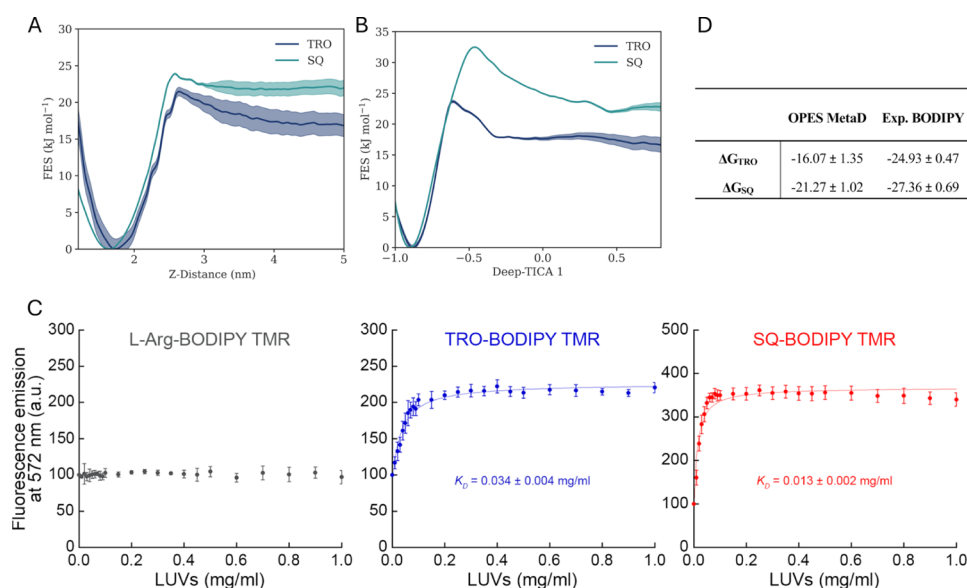 A
30
25
20
15
10
5
0
FES (kJ mol⁻¹)
TRO
SQ
2
3
4
5
Z-Distance (nm)
B
35
30
25
20
15
10
5
0
FES (kJ mol⁻¹)
TRO
SQ
−1.0
−0.5
0.0
0.5
Deep-TICA 1
D
OPES MetaD Exp. BODIPY
ΔG_TRO -16.07 ± 1.35 -24.93 ± 0.47
ΔG_SQ -21.27 ± 1.02 -27.36 ± 0.69
C
Fluorescence emission
at 572 nm (a.u.)
300
250
200
150
100
50
0
L-Arg-BODIPY TMR
0.0 0.2 0.4 0.6 0.8 1.0
LUVs (mg/ml)
300
250
200
150
100
50
0
TRO-BODIPY TMR
K_D = 0.034 ± 0.004 mg/ml
0.0 0.2 0.4 0.6 0.8 1.0
LUVs (mg/ml)
500
400
300
200
100
0
SQ-BODIPY TMR
K_D = 0.013 ± 0.002 mg/ml
0.0 0.2 0.4 0.6 0.8 1.0
LUVs (mg/ml)